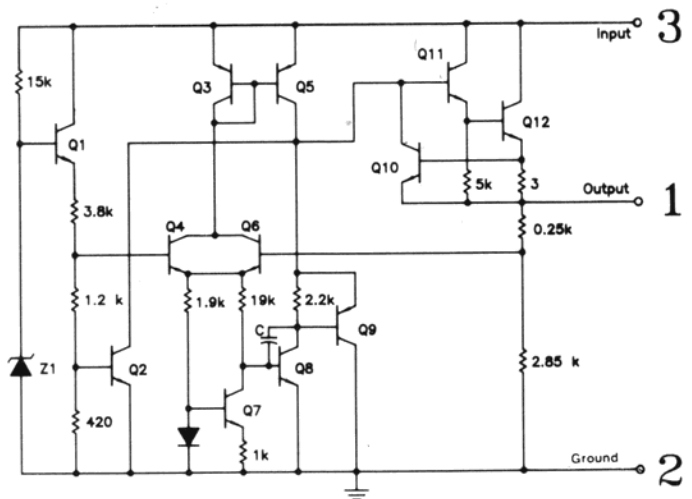 Input 3
Q3
Q5
Q11
15k
Q12
Q1
Q10
5k
3
Output 1
3.8k
0.25k
Q4
Q6
1.2 k
1.9k
19k
2.2k
C
Q9
Z1
Q2
Q8
2.85 k
Q7
420
1k
Ground 2